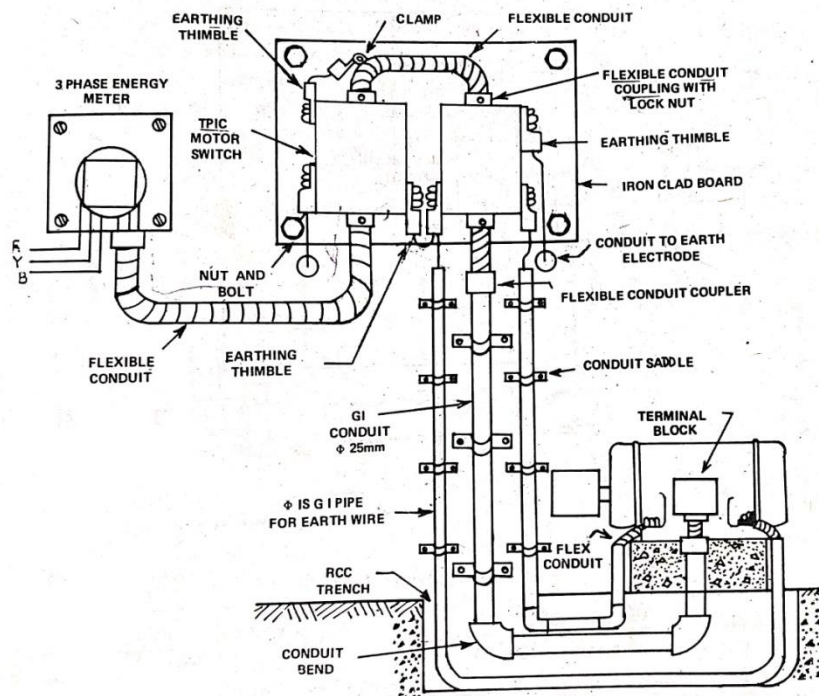 EARTHING
THIMBLE
CLAMP
FLEXIBLE CONDUIT
3 PHASE ENERGY
METER
FLEXIBLE CONDUIT
COUPLING WITH
LOCK NUT
TPIC
MOTOR
SWITCH
EARTHING THIMBLE
IRON CLAD BOARD
R
Y
B
NUT AND
BOLT
CONDUIT TO EARTH
ELECTRODE
FLEXIBLE CONDUIT COUPLER
FLEXIBLE
CONDUIT
EARTHING
THIMBLE
CONDUIT SADDLE
GI
CONDUIT
Φ 25mm
TERMINAL
BLOCK
Φ IS G I PIPE
FOR EARTH WIRE
FLEX
CONDUIT
RCC
TRENCH
CONDUIT
BEND